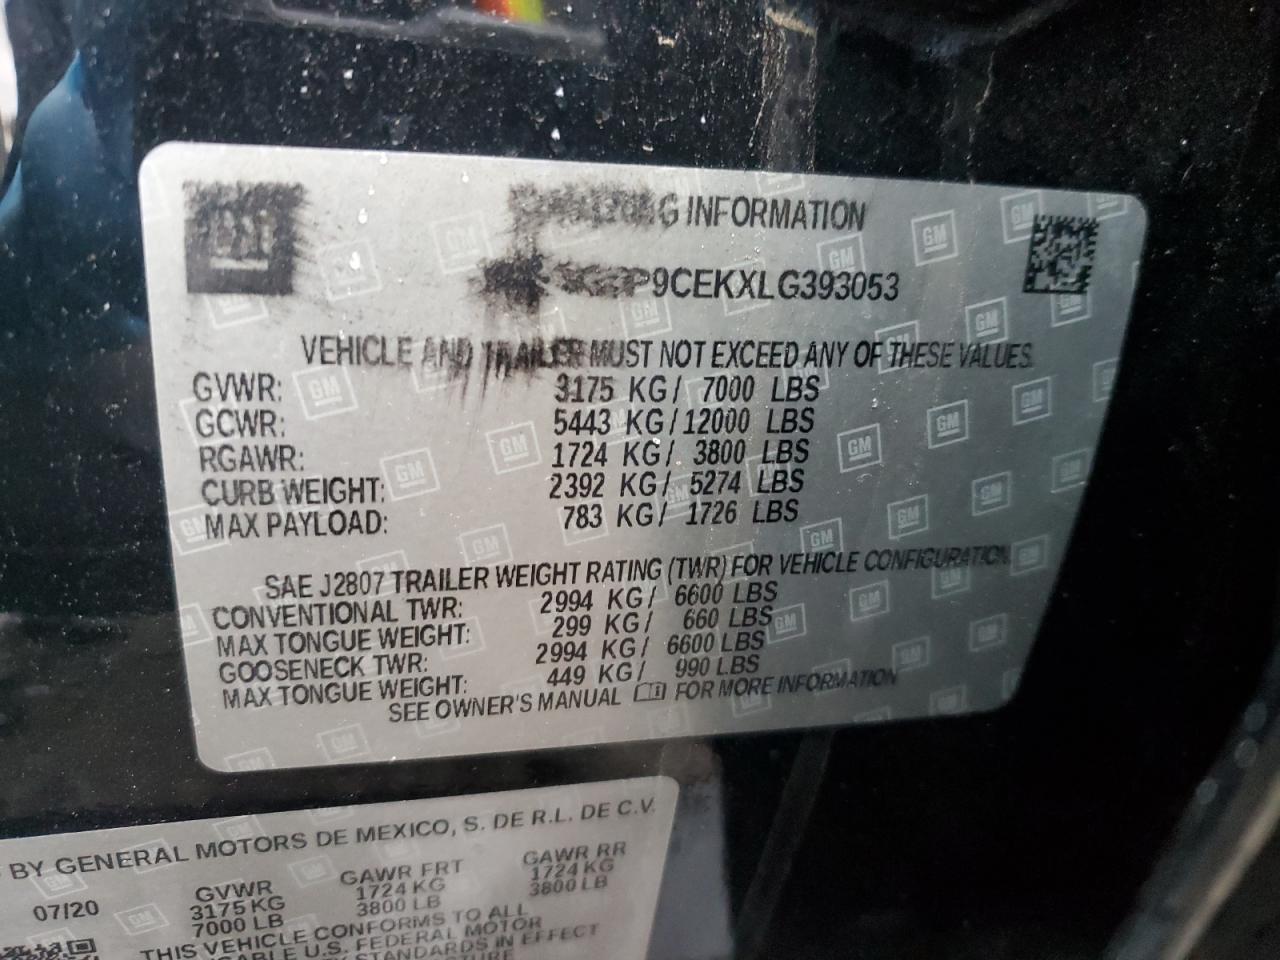 INFORMATION
9CEKXLG393053
VEHICLE AND TRAILER MUST NOT EXCEED ANY OF THESE VALUES.
GVWR: 3175 KG/ 7000 LBS
GCWR: 5443 KG/12000 LBS
RGAWR: 1724 KG/ 3800 LBS
CURB WEIGHT: 2392 KG/ 5274 LBS
MAX PAYLOAD: 783 KG/ 1726 LBS
SAE J2807 TRAILER WEIGHT RATING (TWR) FOR VEHICLE CONFIGURATION.
CONVENTIONAL TWR: 2994 KG/ 6600 LBS
MAX TONGUE WEIGHT: 299 KG/ 660 LBS
GOOSENECK TWR: 2994 KG/ 6600 LBS
MAX TONGUE WEIGHT: 449 KG/ 990 LBS
SEE OWNER'S MANUAL FOR MORE INFORMATION
BY GENERAL MOTORS DE MEXICO, S. DE R.L. DE C.V.
GVWR GAWR FRT GAWR RR
07/20 3175 KG 1724 KG 1724 KG
7000 LB 3800 LB 3800 LB
THIS VEHICLE CONFORMS TO ALL
U.S. FEDERAL MOTOR
STANDARDS IN EFFECT